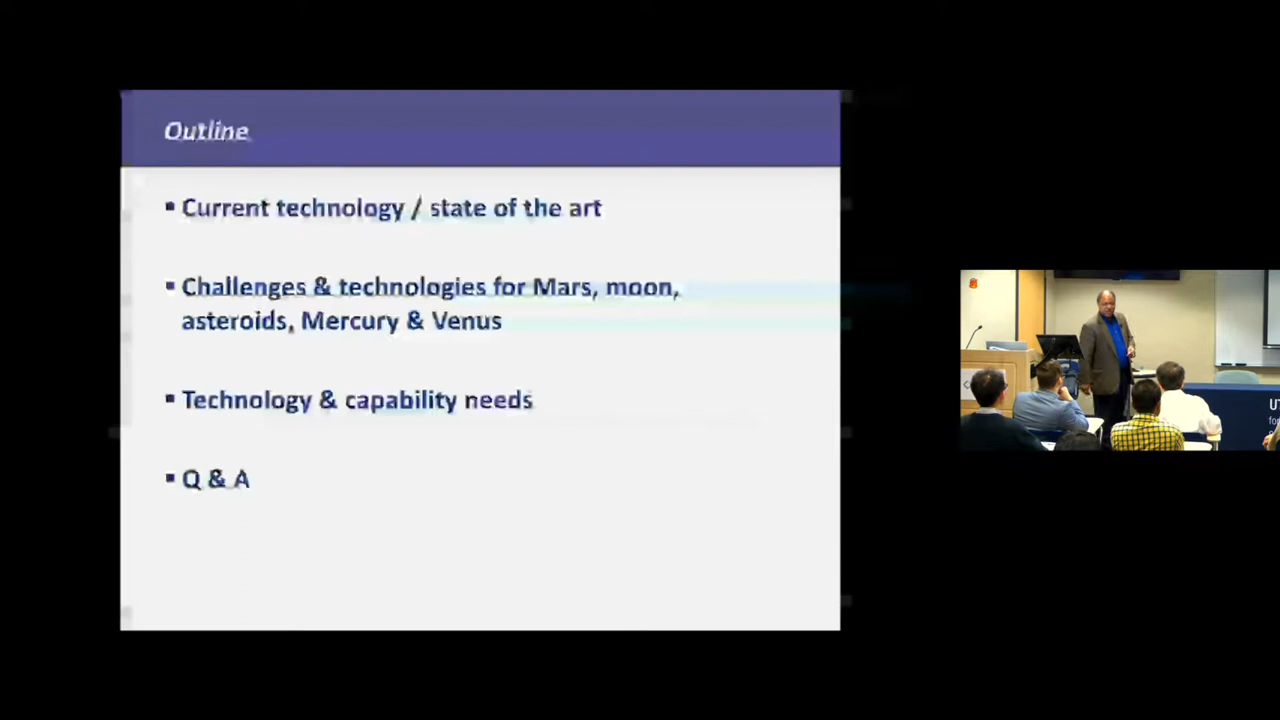 Outline
▪ Current technology / state of the art
▪ Challenges & technologies for Mars, moon,
asteroids, Mercury & Venus
▪ Technology & capability needs
▪ Q & A